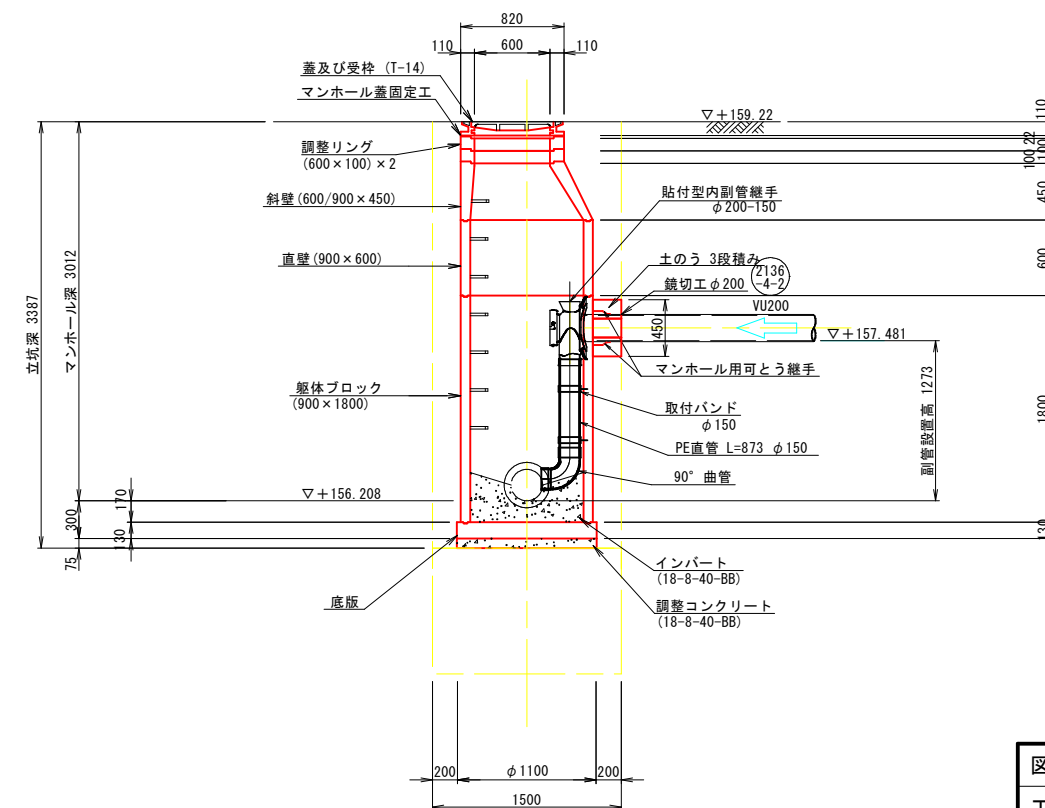 820
110
600
110
蓋及び受枠 (T-14)
マンホール蓋固定工
▽+159.22
110
22
100
100
調整リング
(600×100)×2
貼付型内副管継手
φ200-150
450
斜壁(600/900×450)
土のう 3段積み
2136
-4-2
600
直壁(900×600)
鏡切工φ200
VU200
450
▽+157.481
立坑深 3387
マンホール深 3012
マンホール用可とう継手
躯体ブロック
(900×1800)
取付バンド
φ150
副管設置高 1273
1800
PE直管 L=873 φ150
90° 曲管
▽+156.208
170
300
130
130
75
インバート
(18-8-40-BB)
底版
調整コンクリート
(18-8-40-BB)
200
φ1100
200
1500
図